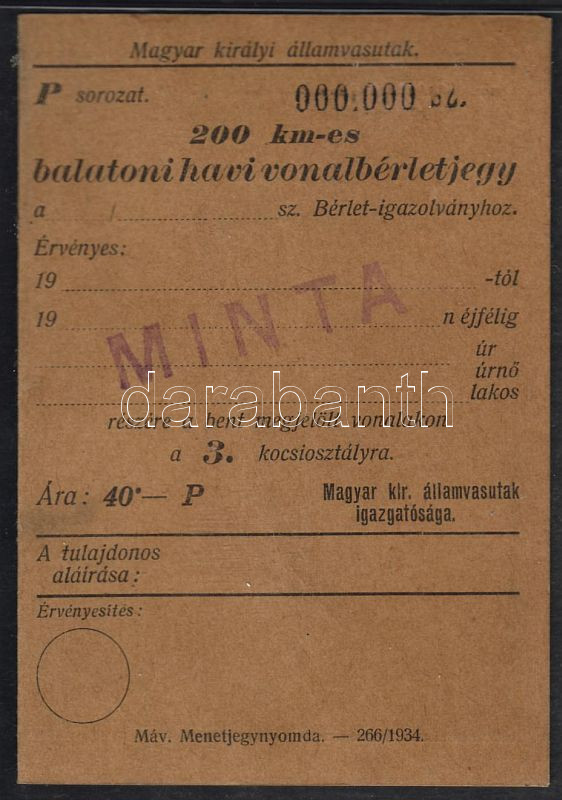 Magyar királyi államvasutak.
P sorozat. 000.000 sz.
200 km-es
balatoni havi vonalbérletjegy
a / sz. Bérlet-igazolványhoz.
Érvényes:
19 -tól
19 n éjfélig
MINTA
úr
úrnő
lakos
darabanth
részére a bent megjelölt vonalakon
a 3. kocsiosztályra.
Ára: 40·— P
Magyar kir. államvasutak
igazgatósága.
A tulajdonos
aláírása:
Érvényesítés:
Máv. Menetjegynyomda. — 266/1934.